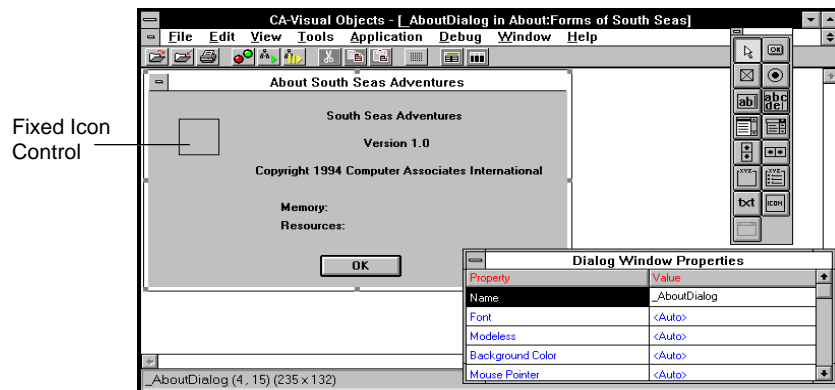 CA-Visual Objects - [_AboutDialog in About:Forms of South Seas]
File Edit View Tools Application Debug Window Help
About South Seas Adventures
South Seas Adventures
Version 1.0
Copyright 1994 Computer Associates International
Memory:
Resources:
OK
Fixed Icon
Control
OK
ab
abc
def
XYZ
XYZ
txt
ICON
Dialog Window Properties
Property Value
Name _AboutDialog
Font <Auto>
Modeless <Auto>
Background Color <Auto>
Mouse Pointer <Auto>
_AboutDialog (4, 15) (235 x 132)